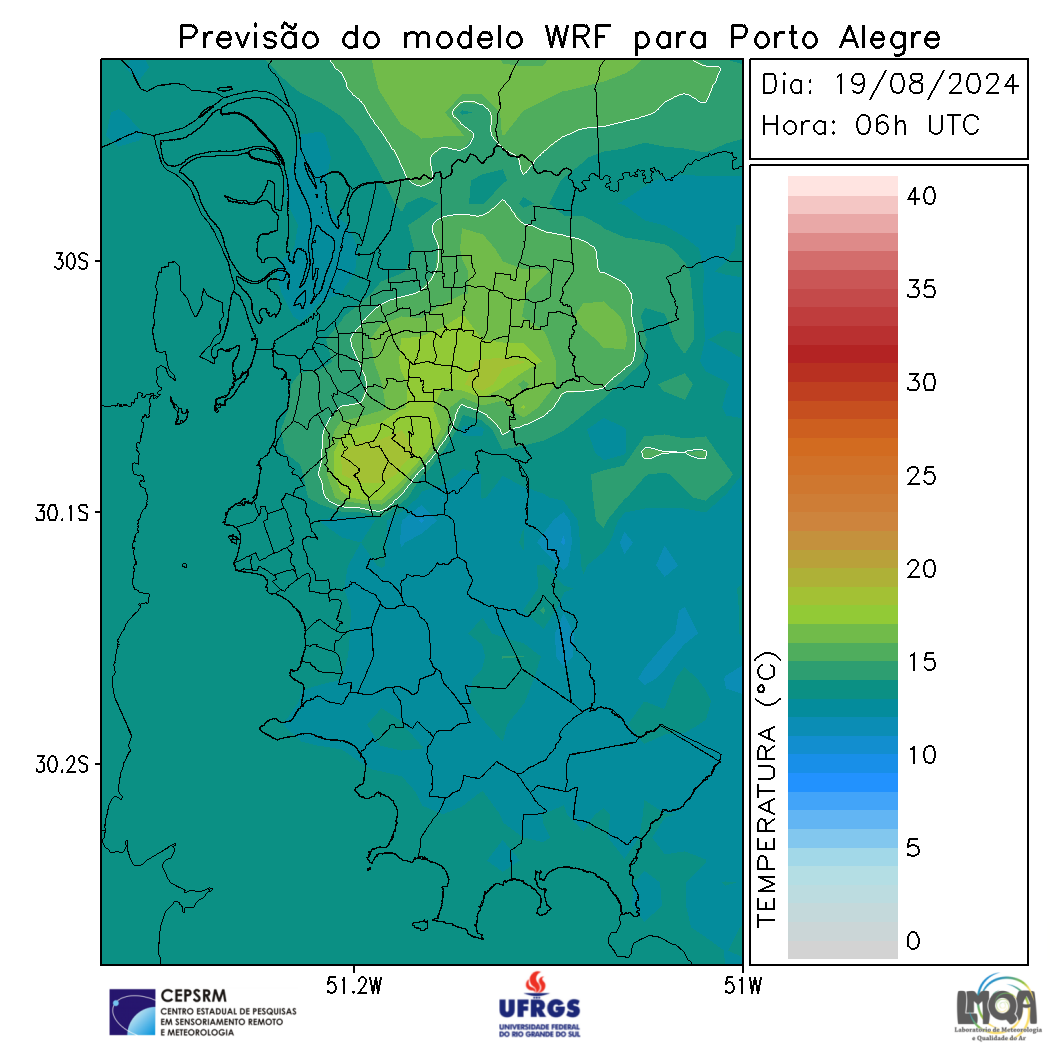 Previsão do modelo WRF para Porto Alegre
Dia: 19/08/2024
Hora: 06h UTC
30S
30.1S
30.2S
51.2W
51W
40
35
30
25
20
15
10
5
0
TEMPERATURA (°C)
CEPSRM
CENTRO ESTADUAL DE PESQUISAS
EM SENSORIAMENTO REMOTO
E METEOROLOGIA
UFRGS
UNIVERSIDADE FEDERAL
DO RIO GRANDE DO SUL
LMQA
Laboratório de Meteorologia
e Qualidade do Ar